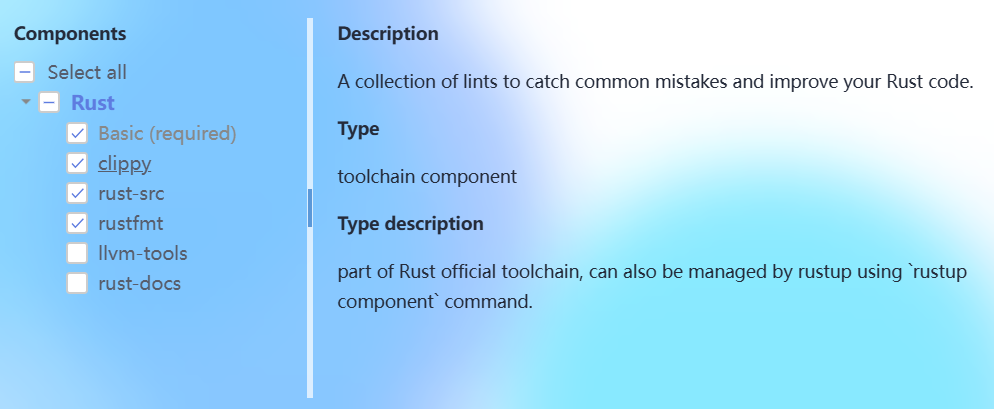 Components
Select all
Rust
Basic (required)
clippy
rust-src
rustfmt
llvm-tools
rust-docs
Description
A collection of lints to catch common mistakes and improve your Rust code.
Type
toolchain component
Type description
part of Rust official toolchain, can also be managed by rustup using `rustup
component` command.